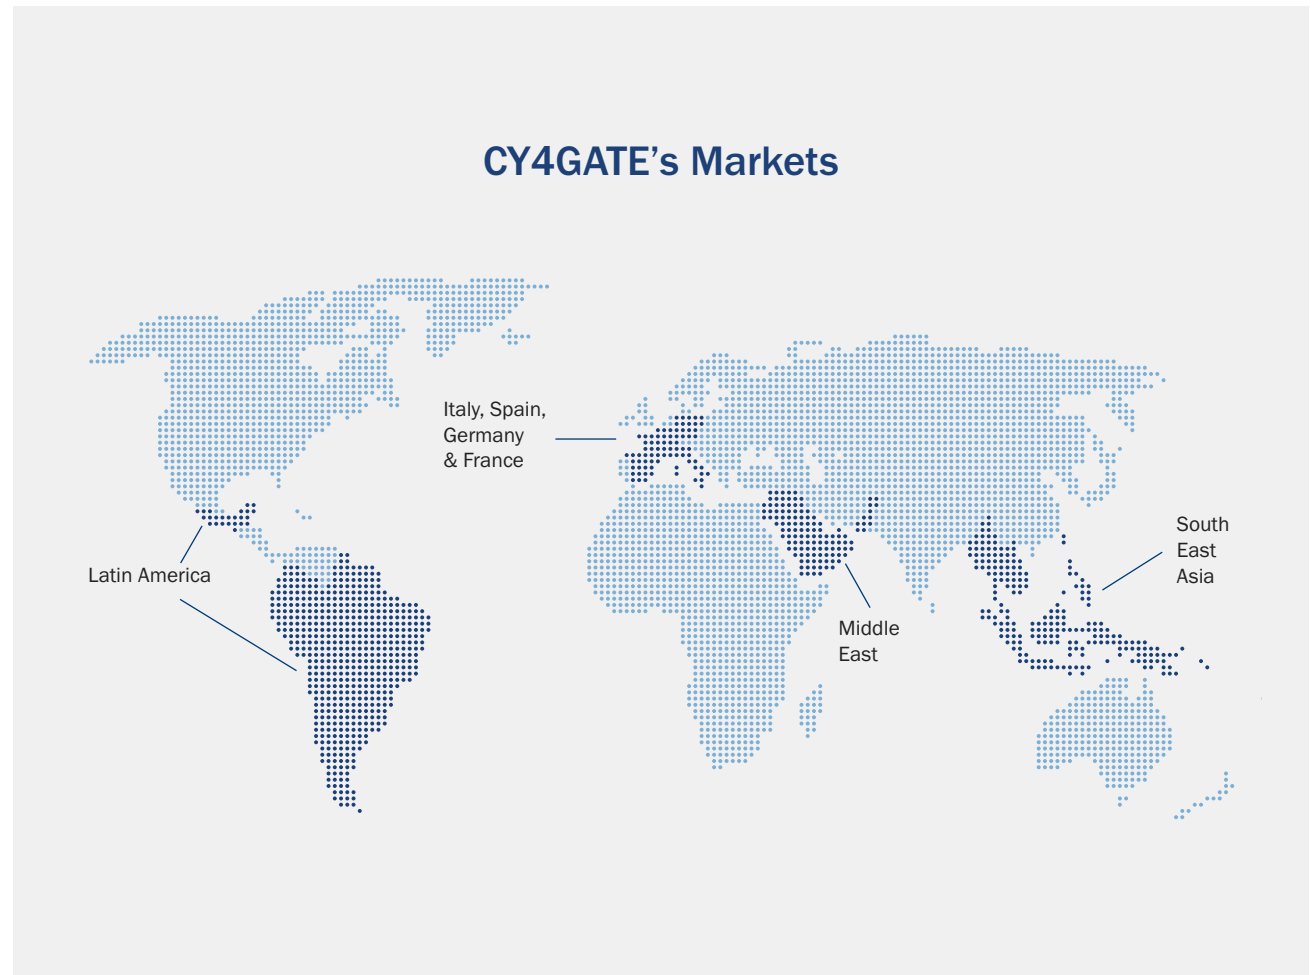 CY4GATE’s Markets
Italy, Spain,
Germany
& France
Latin America
Middle
East
South
East
Asia